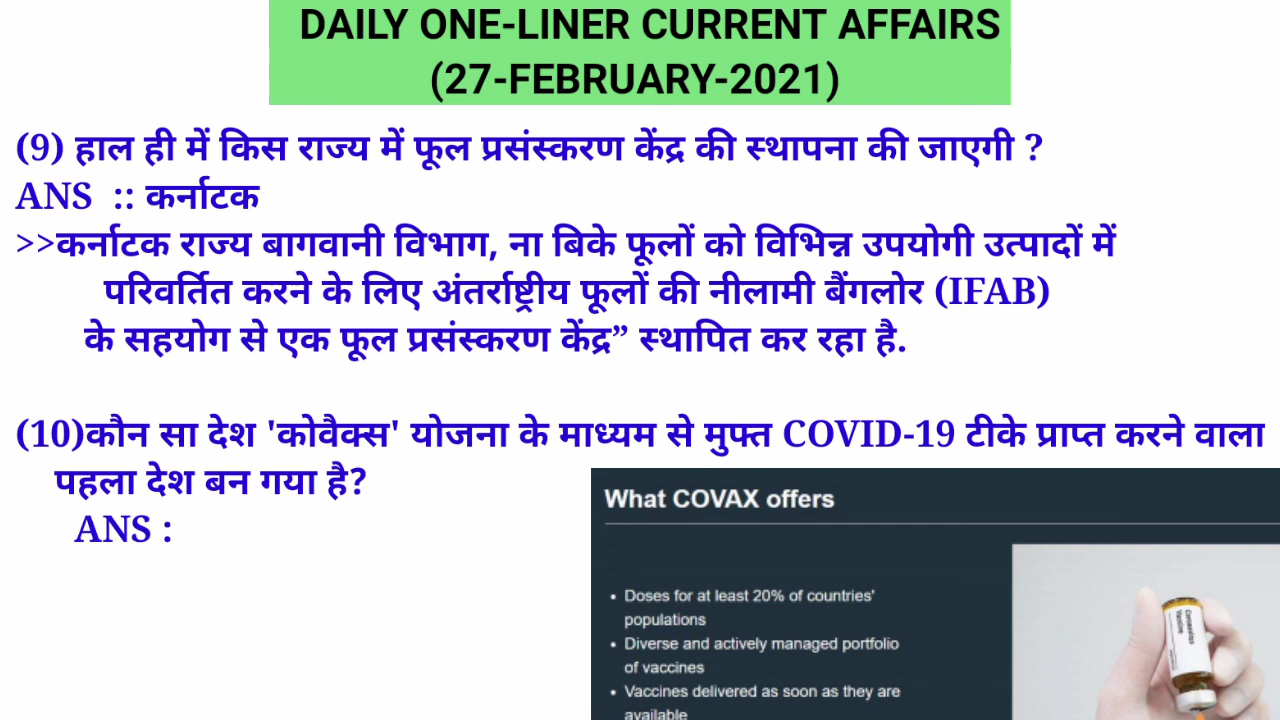 DAILY ONE-LINER CURRENT AFFAIRS
(27-FEBRUARY-2021)
(9) हाल ही में किस राज्य में फूल प्रसंस्करण केंद्र की स्थापना की जाएगी ?
ANS :: कर्नाटक
>>कर्नाटक राज्य बागवानी विभाग, ना बिके फूलों को विभिन्न उपयोगी उत्पादों में
परिवर्तित करने के लिए अंतर्राष्ट्रीय फूलों की नीलामी बैंगलोर (IFAB)
के सहयोग से एक फूल प्रसंस्करण केंद्र” स्थापित कर रहा है.
(10)कौन सा देश 'कोवैक्स' योजना के माध्यम से मुफ्त COVID-19 टीके प्राप्त करने वाला
पहला देश बन गया है?
ANS :
What COVAX offers
• Doses for at least 20% of countries'
populations
• Diverse and actively managed portfolio
of vaccines
• Vaccines delivered as soon as they are
available
Coronavirus
Vaccine